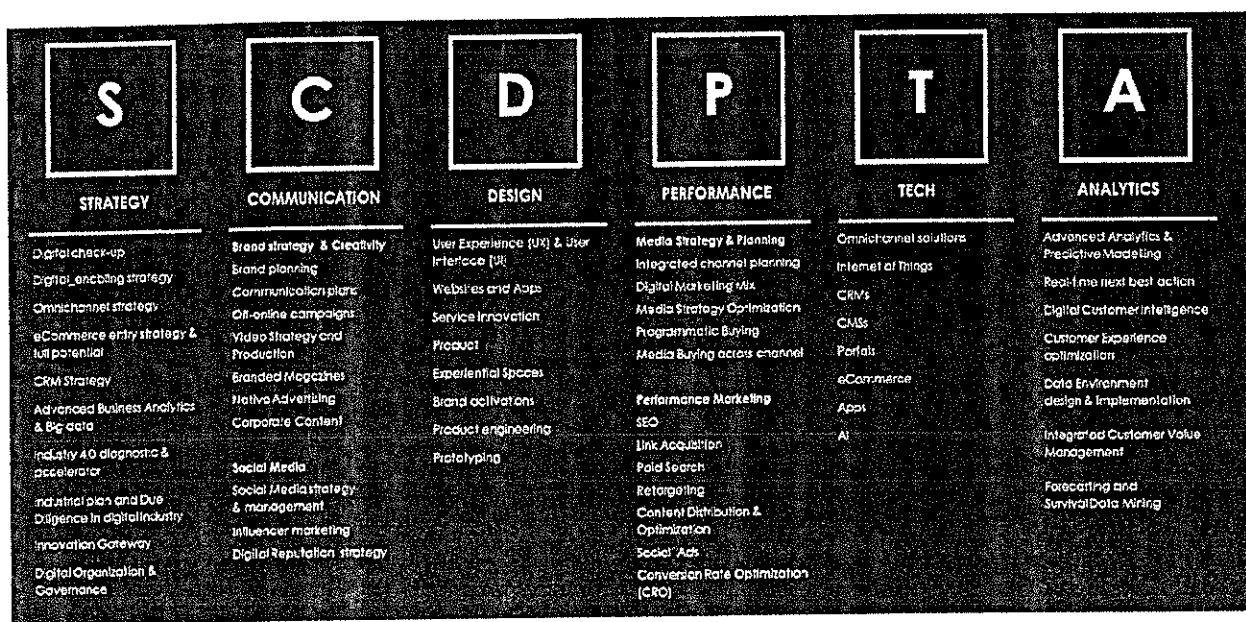 S
STRATEGY
Digital check-up
Digital_enabling strategy
Omnichannel strategy
eCommerce entry strategy &
full potential
CRM Strategy
Advanced Business Analytics
& Big data
Industry 4.0 diagnostic &
accelerator
Industrial plan and Due
Diligence in digital industry
Innovation Gateway
Digital Organization &
Governance
C
COMMUNICATION
Brand strategy & Creativity
Brand planning
Communication plans
Off-online campaigns
Video Strategy and
Production
Branded Magazines
Native Advertizing
Corporate Content
Social Media
Social Media strategy
& management
Influencer marketing
Digital Reputation strategy
D
DESIGN
User Experience (UX) & User
Interface (UI)
Websites and Apps
Service Innovation
Product
Experiential Spaces
Brand activations
Product engineering
Prototyping
P
PERFORMANCE
Media Strategy & Planning
Integrated channel planning
Digital Marketing Mix
Media Strategy Optimization
Programmatic Buying
Media Buying across channel
Performance Marketing
SEO
Link Acquisition
Paid Search
Retargeting
Content Distribution &
Optimization
Social Ads
Conversion Rate Optimization
(CRO)
T
TECH
Omnichannel solutions
Internet of Things
CRMs
CMSs
Portals
eCommerce
Apps
AI
A
ANALYTICS
Advanced Analytics &
Predictive Modelling
Real-time next best action
Digital Customer Intelligence
Customer Experience
optimization
Data Environment
design & Implementation
Integrated Customer Value
Management
Forecasting and
Survival Data Mining